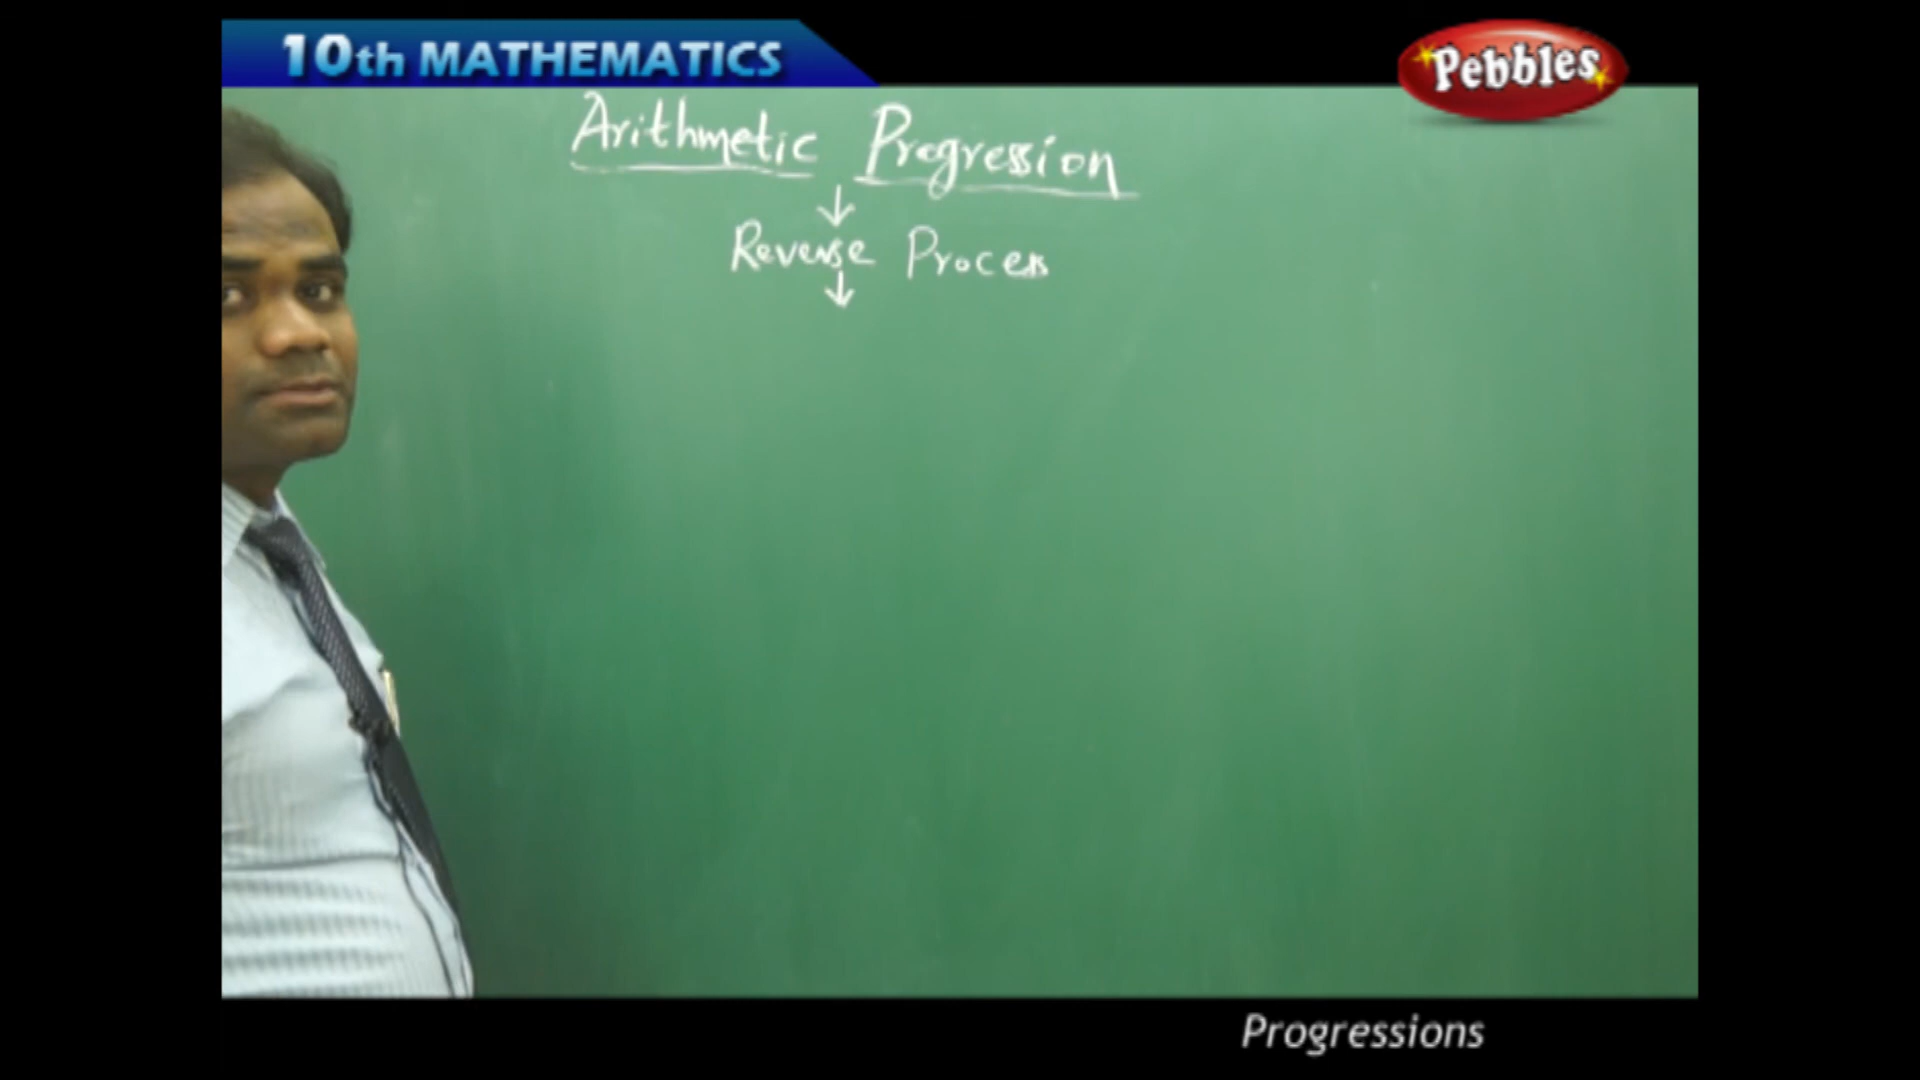 10th MATHEMATICS
Pebbles
Arithmetic Progression
↓
Reverse Process
↓
Progressions